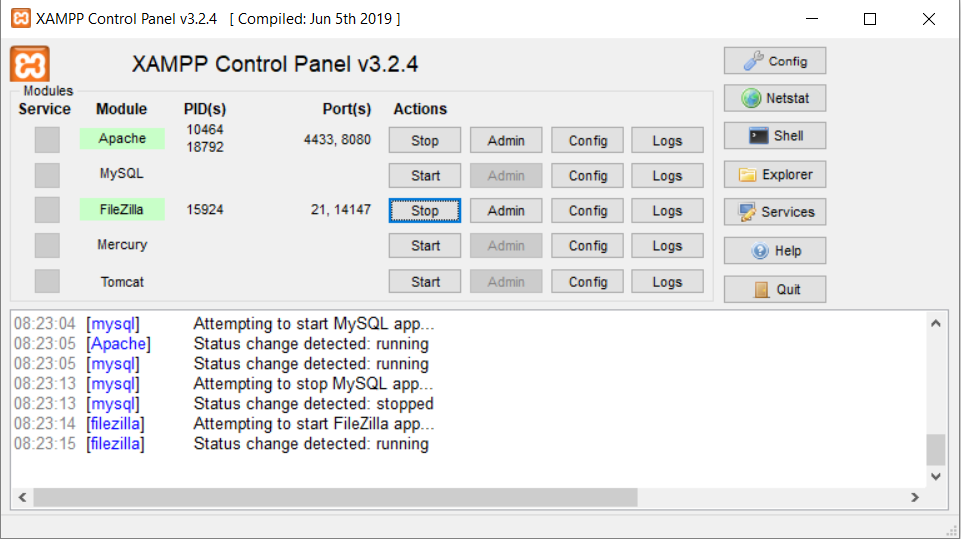 XAMPP Control Panel v3.2.4   [ Compiled: Jun 5th 2019 ]
XAMPP Control Panel v3.2.4
Config
Modules
Service Module PID(s) Port(s) Actions
Netstat
Apache 10464 18792 4433, 8080 Stop Admin Config Logs
Shell
MySQL Start Admin Config Logs
Explorer
FileZilla 15924 21, 14147 Stop Admin Config Logs
Services
Mercury Start Admin Config Logs
Help
Tomcat Start Admin Config Logs
Quit
08:23:04 [mysql] Attempting to start MySQL app...
08:23:05 [Apache] Status change detected: running
08:23:05 [mysql] Status change detected: running
08:23:13 [mysql] Attempting to stop MySQL app...
08:23:13 [mysql] Status change detected: stopped
08:23:14 [filezilla] Attempting to start FileZilla app...
08:23:15 [filezilla] Status change detected: running